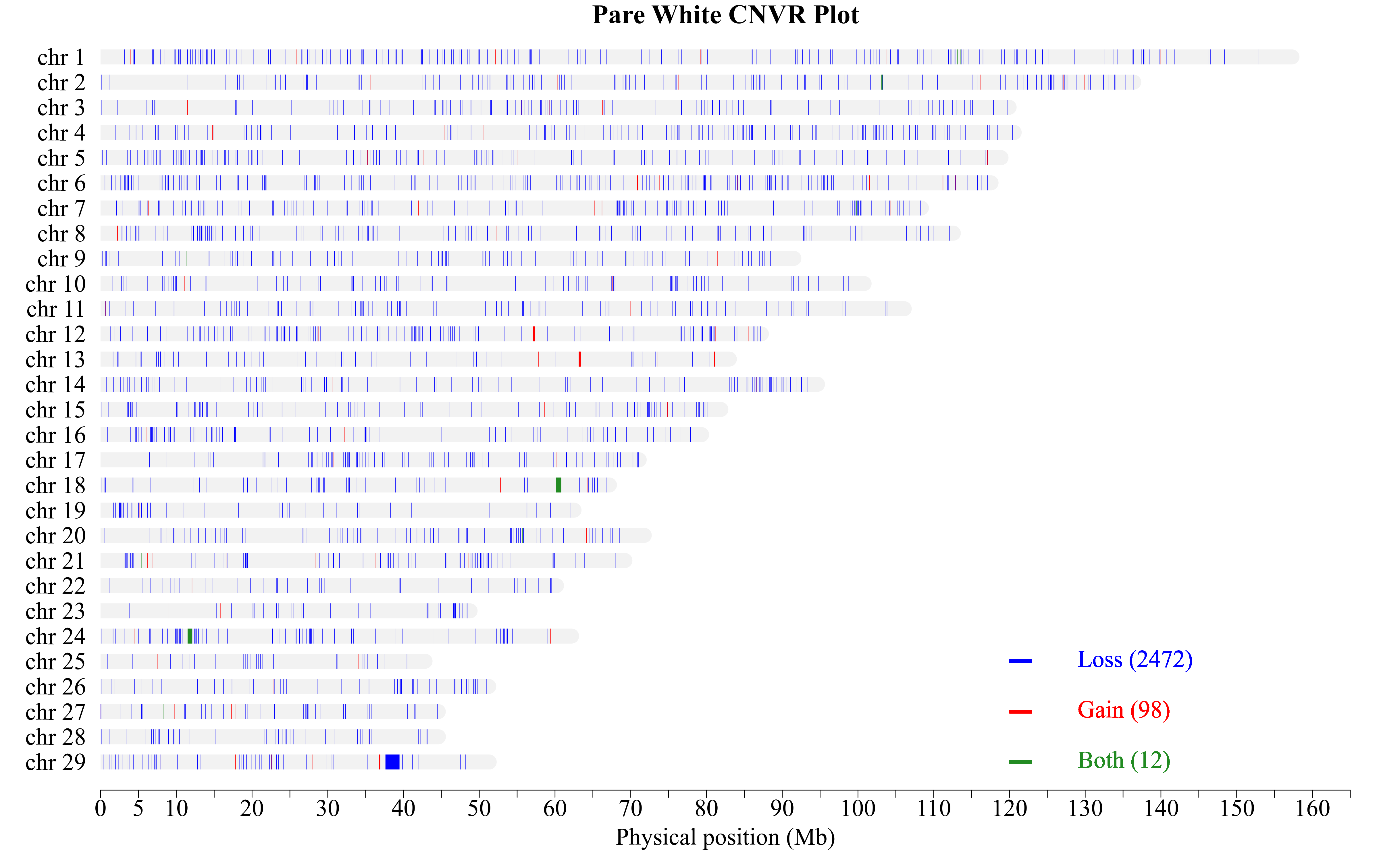 Pare White CNVR Plot
chr 1
chr 2
chr 3
chr 4
chr 5
chr 6
chr 7
chr 8
chr 9
chr 10
chr 11
chr 12
chr 13
chr 14
chr 15
chr 16
chr 17
chr 18
chr 19
chr 20
chr 21
chr 22
chr 23
chr 24
chr 25
chr 26
chr 27
chr 28
chr 29
Loss (2472)
Gain (98)
Both (12)
0 5 10 20 30 40 50 60 70 80 90 100 110 120 130 140 150 160
Physical position (Mb)